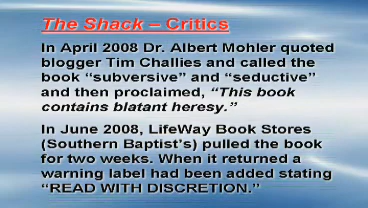 The Shack – Critics
In April 2008 Dr. Albert Mohler quoted
blogger Tim Challies and called the
book “subversive” and “seductive”
and then proclaimed, “This book
contains blatant heresy.”
In June 2008, LifeWay Book Stores
(Southern Baptist’s) pulled the book
for two weeks. When it returned a
warning label had been added stating
“READ WITH DISCRETION.”